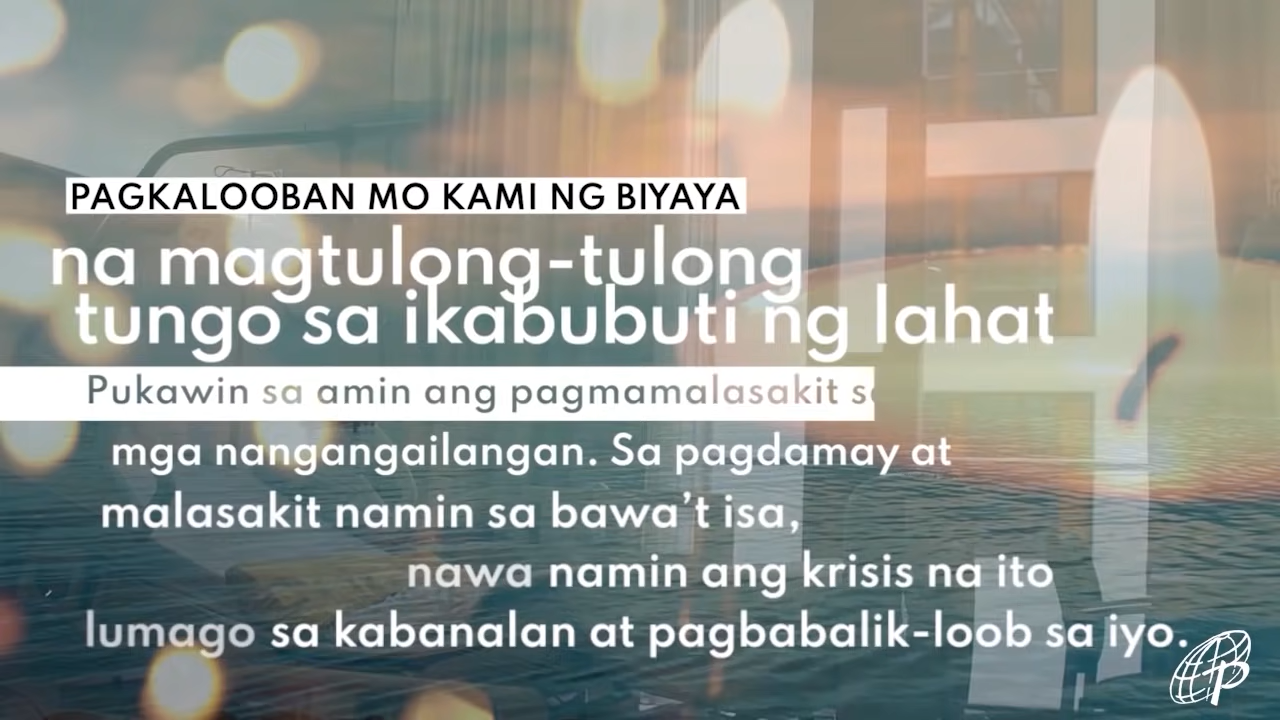 PAGKALOOBAN MO KAMI NG BIYAYA
na magtulong-tulong
tungo sa ikabubuti ng lahat
Pukawin sa amin ang pagmamalasakit sa
mga nangangailangan. Sa pagdamay at
malasakit namin sa bawa't isa,
nawa namin ang krisis na ito
lumago sa kabanalan at pagbabalik-loob sa iyo.